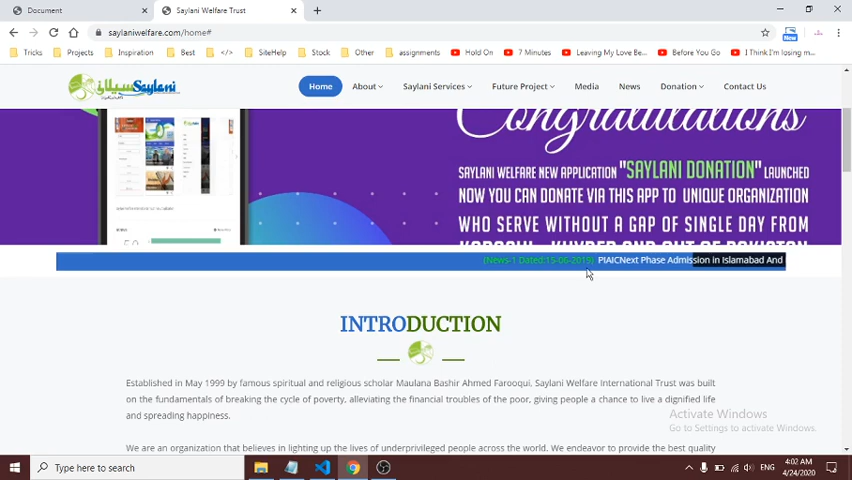 Document
Saylani Welfare Trust
saylaniwelfare.com/home#
New
Tricks
Projects
Inspiration
Best
</>
SiteHelp
Stock
Other
assignments
Hold On
7 Minutes
Leaving My Love Be...
Before You Go
I Think I'm losing m...
سیلانی Saylani
Home
About
Saylani Services
Future Project
Media
News
Donation
Contact Us
Congratulations
SAYLANI WELFARE NEW APPLICATION "SAYLANI DONATION" LAUNCHED
NOW YOU CAN DONATE VIA THIS APP TO UNIQUE ORGANIZATION
WHO SERVE WITHOUT A GAP OF SINGLE DAY FROM
(News-1 Dated:15-06-2019) PIAICNext Phase Admission in Islamabad And
INTRODUCTION
Established in May 1999 by famous spiritual and religious scholar Maulana Bashir Ahmed Farooqui, Saylani Welfare International Trust was built
on the fundamentals of breaking the cycle of poverty, alleviating the financial troubles of the poor, giving people a chance to live a dignified life
and spreading happiness.
We are an organization that believes in lighting up the lives of underprivileged people across the world. We endeavor to provide the best quality
Activate Windows
Go to Settings to activate Windows.
Type here to search
ENG
4:02 AM
4/24/2020